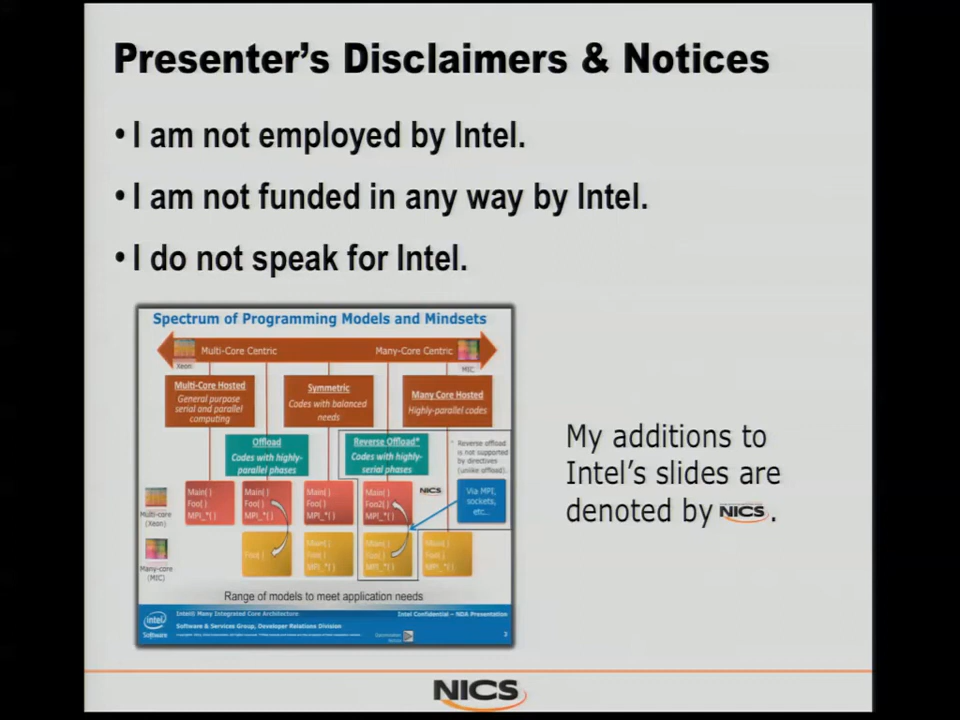 Presenter's Disclaimers & Notices
• I am not employed by Intel.
• I am not funded in any way by Intel.
• I do not speak for Intel.
Spectrum of Programming Models and Mindsets
Multi-Core Centric
Many-Core Centric
Xeon
MIC
Multi-Core Hosted
General purpose
serial and parallel
computing
Symmetric
Codes with balanced
needs
Many Core Hosted
Highly-parallel codes
Offload
Codes with highly-
parallel phases
Reverse Offload*
Codes with highly-
serial phases
* Reverse offload
is not supported
by directives
(unlike offload).
Multi-core
(Xeon)
Main( )
Foo( )
MPI_*( )
Main( )
Foo( )
MPI_*( )
Main( )
Foo( )
MPI_*( )
Main( )
Foo2( )
MPI_*( )
NICS
Via MPI,
sockets,
etc...
Many-core
(MIC)
Foo( )
Main( )
Foo( )
MPI_*( )
Main( )
Foo( )
MPI_*( )
Main( )
Foo( )
MPI_*( )
Range of models to meet application needs
intel
Software
Intel® Many Integrated Core Architecture
Software & Services Group, Developer Relations Division
Intel Confidential – NDA Presentation
Optimization
Notice
3
My additions to
Intel's slides are
denoted by NICS.
NICS